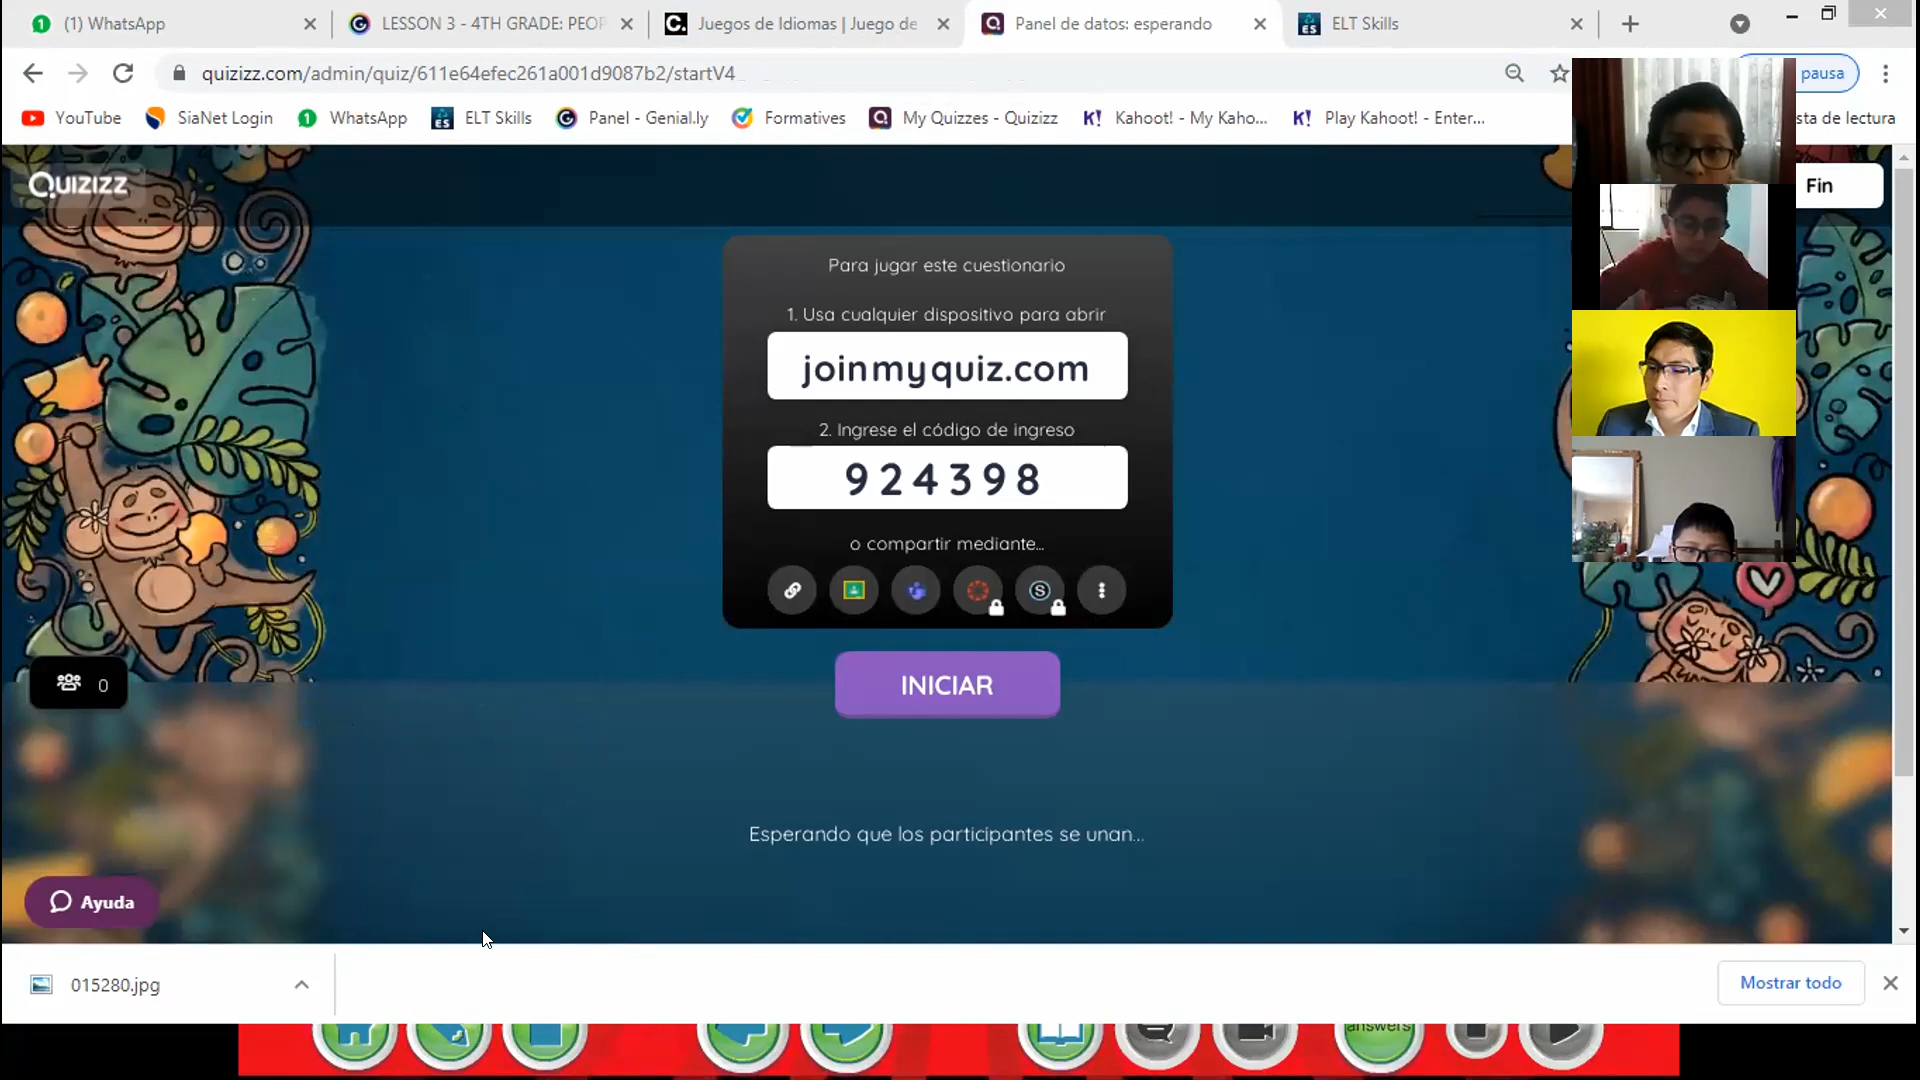 (1) WhatsApp
LESSON 3 - 4TH GRADE: PEOP
Juegos de Idiomas | Juego de
Panel de datos: esperando
ELT Skills
quizizz.com/admin/quiz/611e64efec261a001d9087b2/startV4
pausa
YouTube
SiaNet Login
WhatsApp
ELT Skills
Panel - Genial.ly
Formatives
My Quizzes - Quizizz
Kahoot! - My Kaho...
Play Kahoot! - Enter...
sta de lectura
Quizizz
Fin
Para jugar este cuestionario
1. Usa cualquier dispositivo para abrir
joinmyquiz.com
2. Ingrese el código de ingreso
924398
o compartir mediante...
INICIAR
0
Esperando que los participantes se unan...
Ayuda
015280.jpg
Mostrar todo
answers